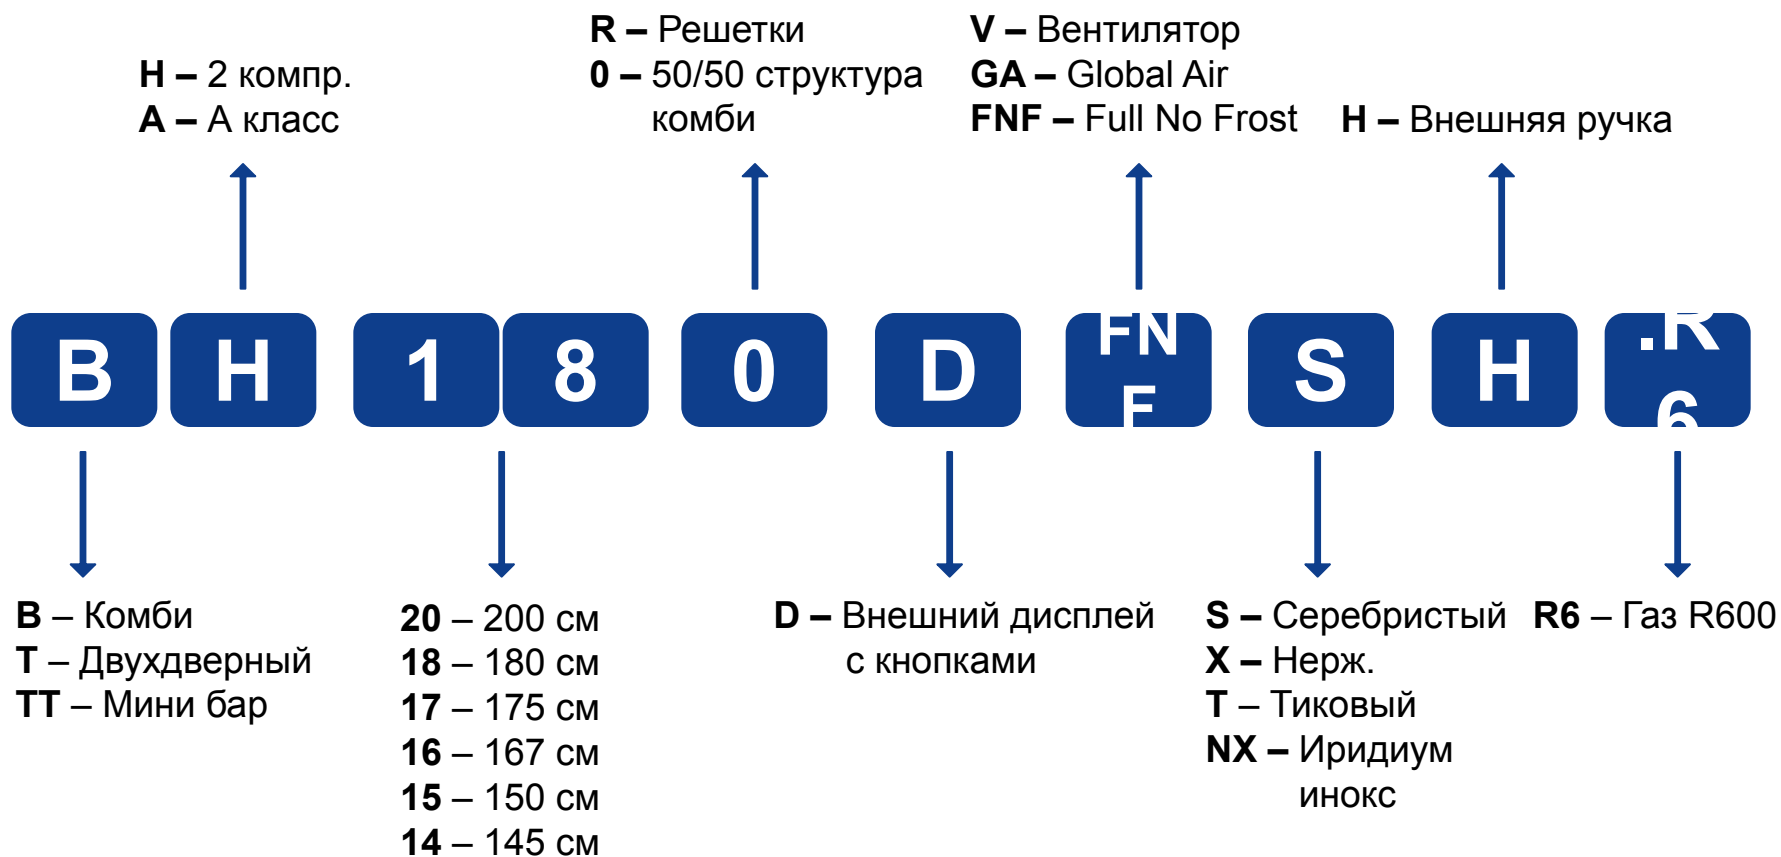 H – 2 компр.
A – А класс
R – Решетки
0 – 50/50 структура
комби
V – Вентилятор
GA – Global Air
FNF – Full No Frost
H – Внешняя ручка
B H 1 8 0 D FN S H .R
F 6
B – Комби
T – Двухдверный
TT – Мини бар
20 – 200 см
18 – 180 см
17 – 175 см
16 – 167 см
15 – 150 см
14 – 145 см
D – Внешний дисплей
с кнопками
S – Серебристый
X – Нерж.
T – Тиковый
NX – Иридиум
инокс
R6 – Газ R600